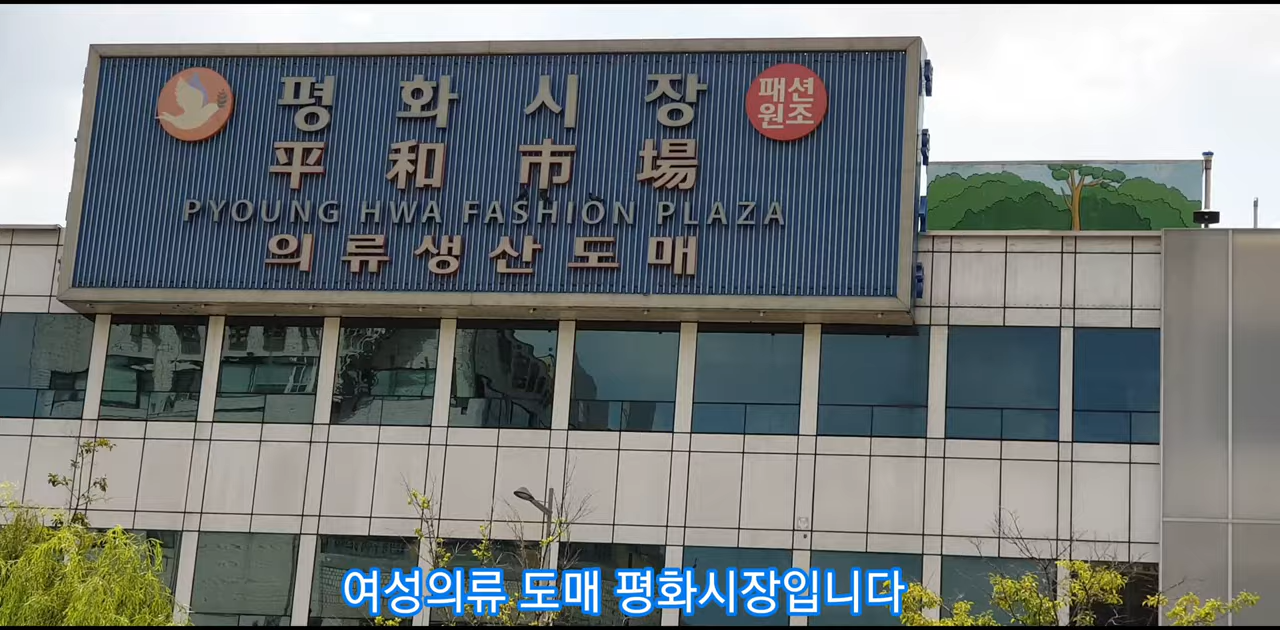 평화시장
패션
원조
平和市場
PYOUNG HWA FASHION PLAZA
의류생산도매
여성의류 도매 평화시장입니다